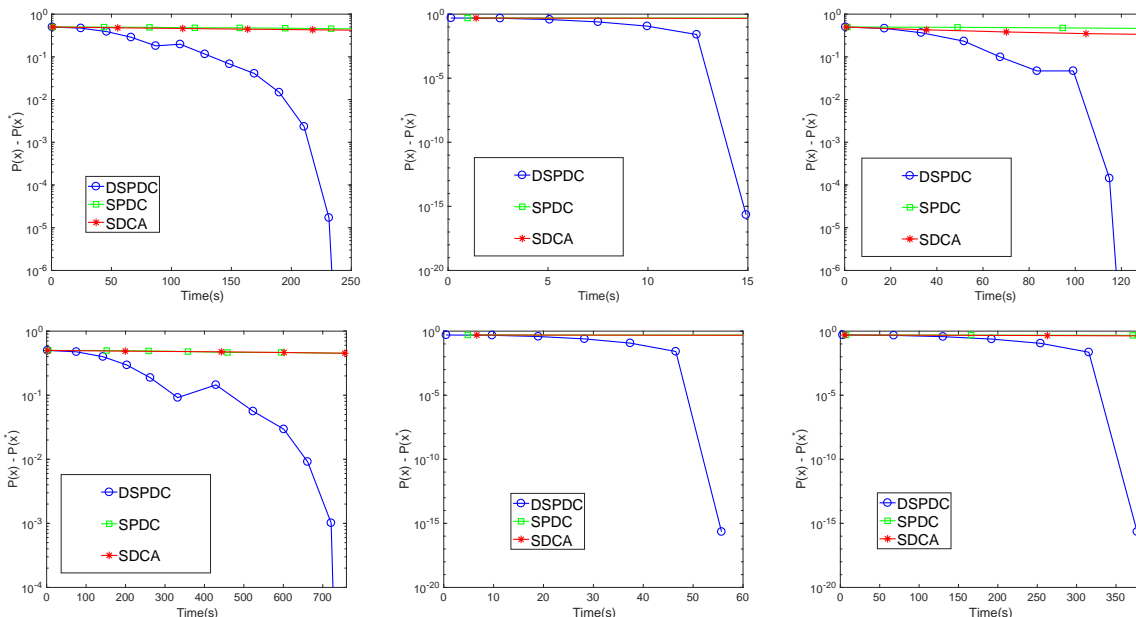 10^0
10^-1
10^-2
10^-3
10^-4
10^-5
10^-6
P(x) - P(x^*)
DSPDC
SPDC
SDCA
0 50 100 150 200 250
Time(s)
10^0
10^-5
10^-10
10^-15
10^-20
P(x) - P(x^*)
DSPDC
SPDC
SDCA
0 5 10 15
Time(s)
10^0
10^-1
10^-2
10^-3
10^-4
10^-5
10^-6
P(x) - P(x^*)
DSPDC
SPDC
SDCA
0 20 40 60 80 100 120
Time(s)
10^0
10^-1
10^-2
10^-3
10^-4
P(x) - P(x^*)
DSPDC
SPDC
SDCA
0 100 200 300 400 500 600 700
Time(s)
10^0
10^-5
10^-10
10^-15
10^-20
P(x) - P(x^*)
DSPDC
SPDC
SDCA
0 10 20 30 40 50 60
Time(s)
10^0
10^-5
10^-10
10^-15
10^-20
P(x) - P(x^*)
DSPDC
SPDC
SDCA
0 50 100 150 200 250 300 350
Time(s)